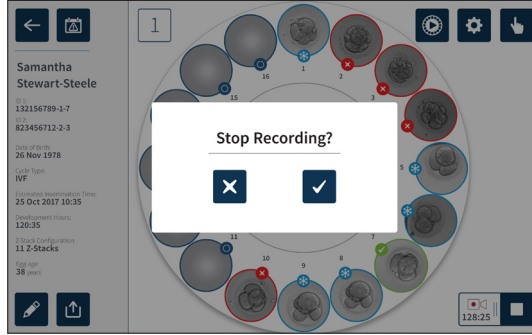 1
Samantha
Stewart-Steele
ID 1:
132156789-1-7
ID 2:
823456712-2-3
Date of Birth:
26 Nov 1978
Cycle Type:
IVF
Estimated Insemination Time:
25 Oct 2017 10:35
Development Hours:
120:35
Z-Stack Configuration
11 Z-Stacks
Egg age:
38 years
16
1
2
15
3
Stop Recording?
5
11
7
10
9
8
128:25